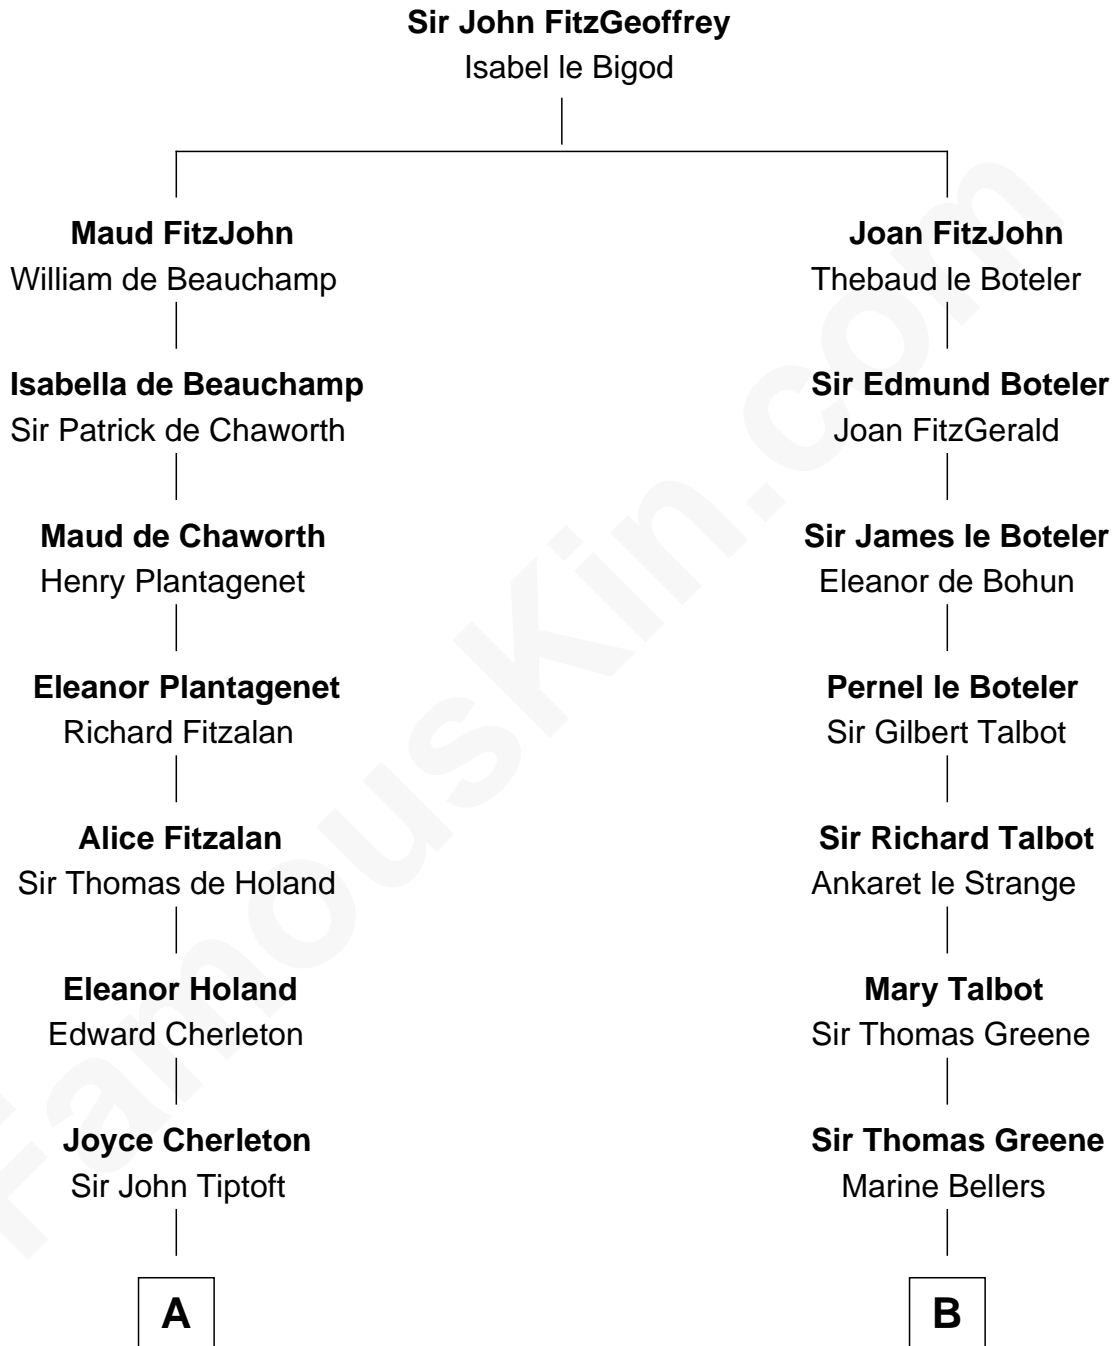 Sir John FitzGeoffrey
Isabel le Bigod
Maud FitzJohn
William de Beauchamp
Joan FitzJohn
Thebaud le Boteler
Isabella de Beauchamp
Sir Patrick de Chaworth
Sir Edmund Boteler
Joan FitzGerald
Maud de Chaworth
Henry Plantagenet
Sir James le Boteler
Eleanor de Bohun
Eleanor Plantagenet
Richard Fitzalan
Pernel le Boteler
Sir Gilbert Talbot
Alice Fitzalan
Sir Thomas de Holand
Sir Richard Talbot
Ankaret le Strange
Eleanor Holand
Edward Cherleton
Mary Talbot
Sir Thomas Greene
Joyce Cherleton
Sir John Tiptoft
Sir Thomas Greene
Marine Bellers
A
B
FamousKin.com